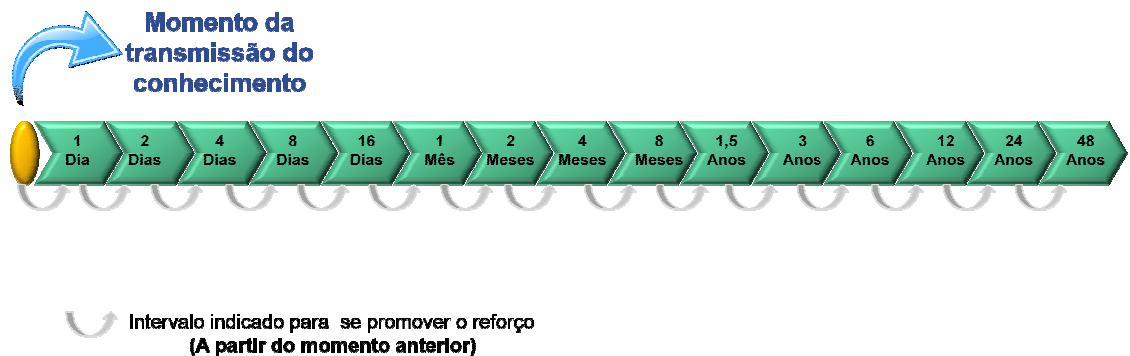 Momento da
transmissão do
conhecimento
1 Dia
2 Dias
4 Dias
8 Dias
16 Dias
1 Mês
2 Meses
4 Meses
8 Meses
1,5 Anos
3 Anos
6 Anos
12 Anos
24 Anos
48 Anos
Intervalo indicado para se promover o reforço
(A partir do momento anterior)